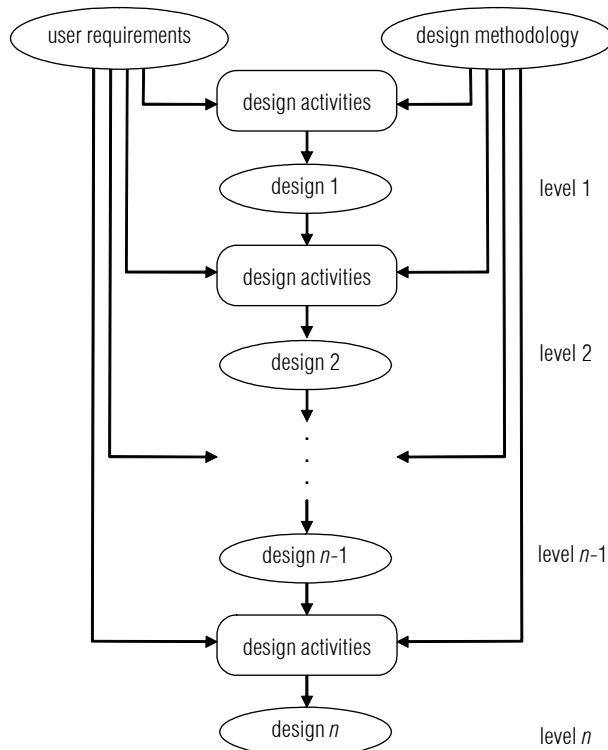 user requirements
design methodology
design activities
design 1
level 1
design activities
level 2
design 2
design n-1
level n-1
design activities
design n
level n